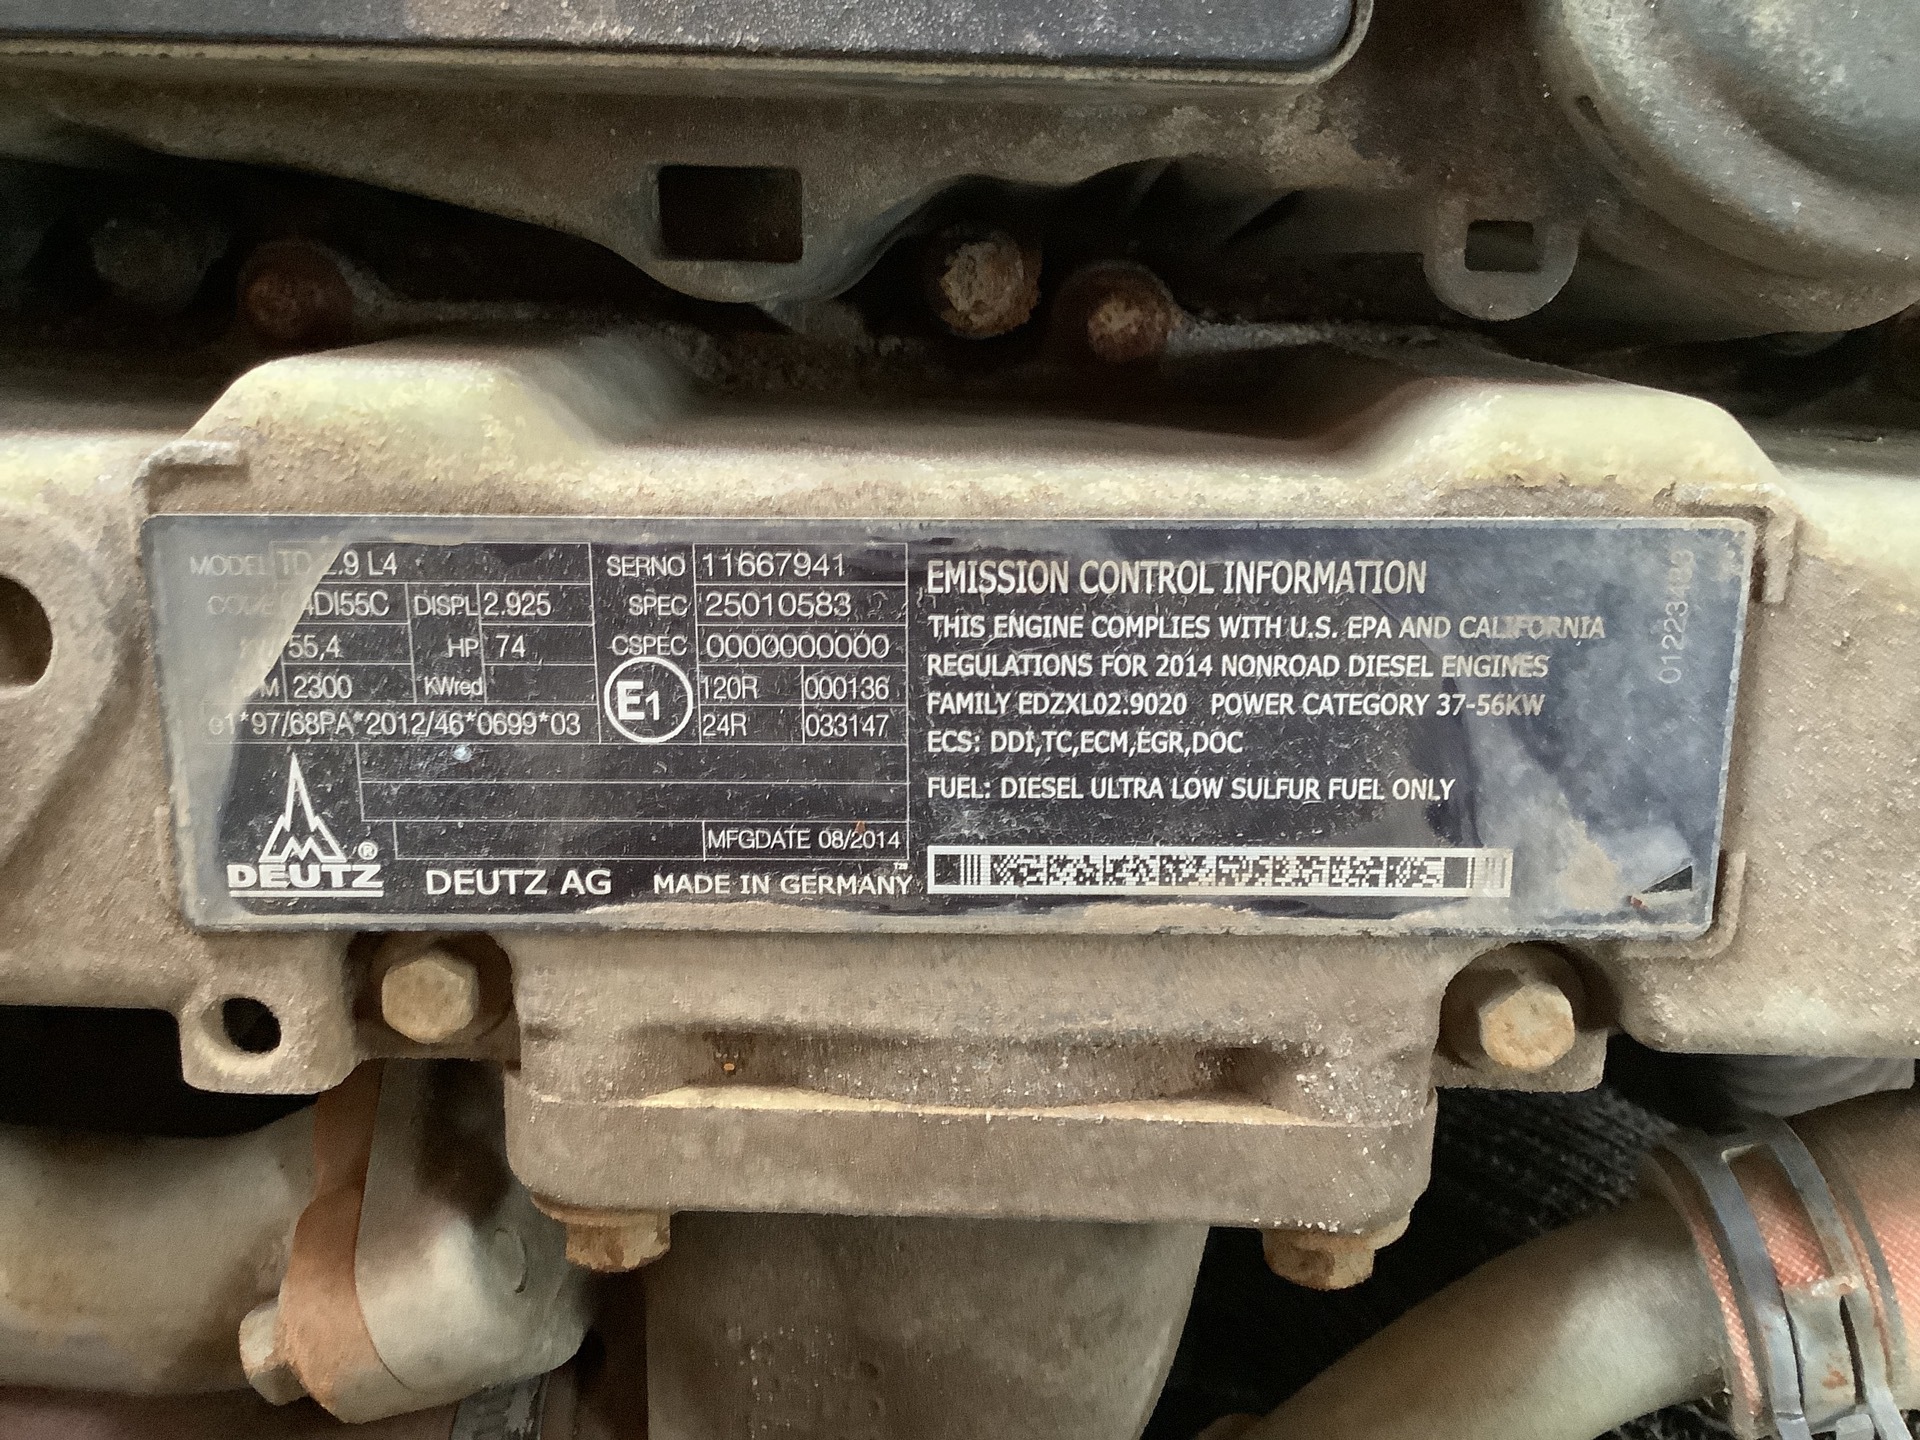 MODEL TD 2.9 L4
CODE 4DI55C DISPL 2.925
55,4 HP 74
2300 KWred
01*97/68PA*2012/46*0699*03
SERNO 11667941
SPEC 25010583
CSPEC 0000000000
E1 120R 000136
24R 033147
MFGDATE 08/2014
DEUTZ®
DEUTZ AG MADE IN GERMANY
EMISSION CONTROL INFORMATION
THIS ENGINE COMPLIES WITH U.S. EPA AND CALIFORNIA
REGULATIONS FOR 2014 NONROAD DIESEL ENGINES
FAMILY EDZXL02.9020 POWER CATEGORY 37-56KW
ECS: DDI,TC,ECM,EGR,DOC
FUEL: DIESEL ULTRA LOW SULFUR FUEL ONLY